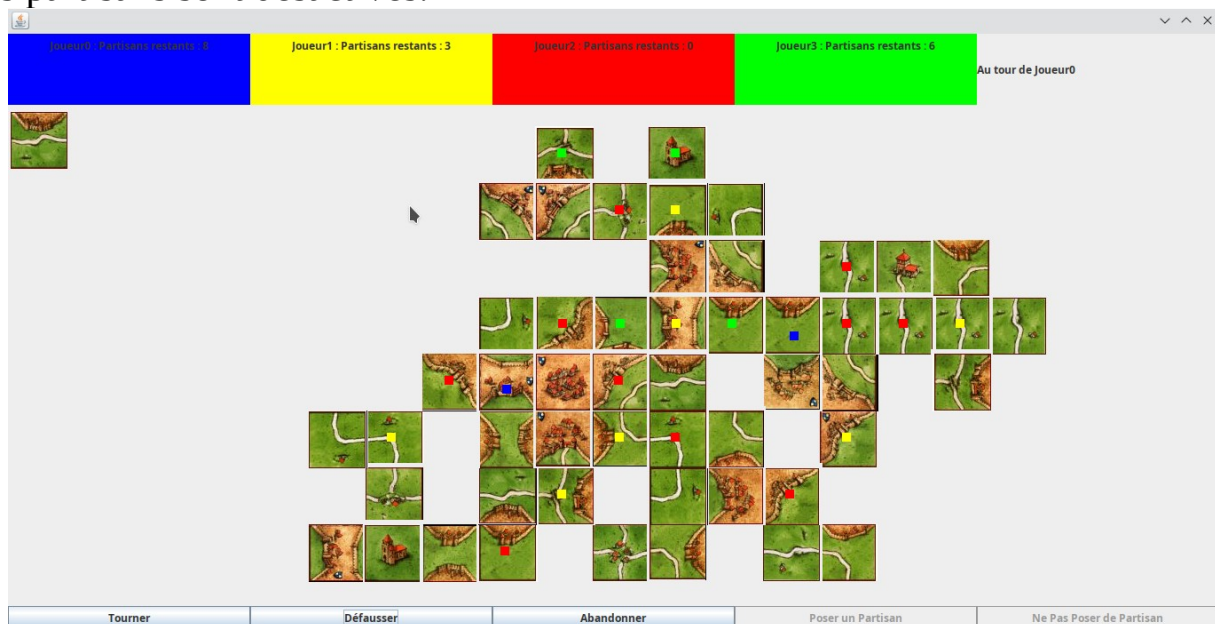 Joueur0 : Partisans restants : 8
Joueur1 : Partisans restants : 3
Joueur2 : Partisans restants : 0
Joueur3 : Partisans restants : 6
Au tour de Joueur0
Tourner
Défausser
Abandonner
Poser un Partisan
Ne Pas Poser de Partisan